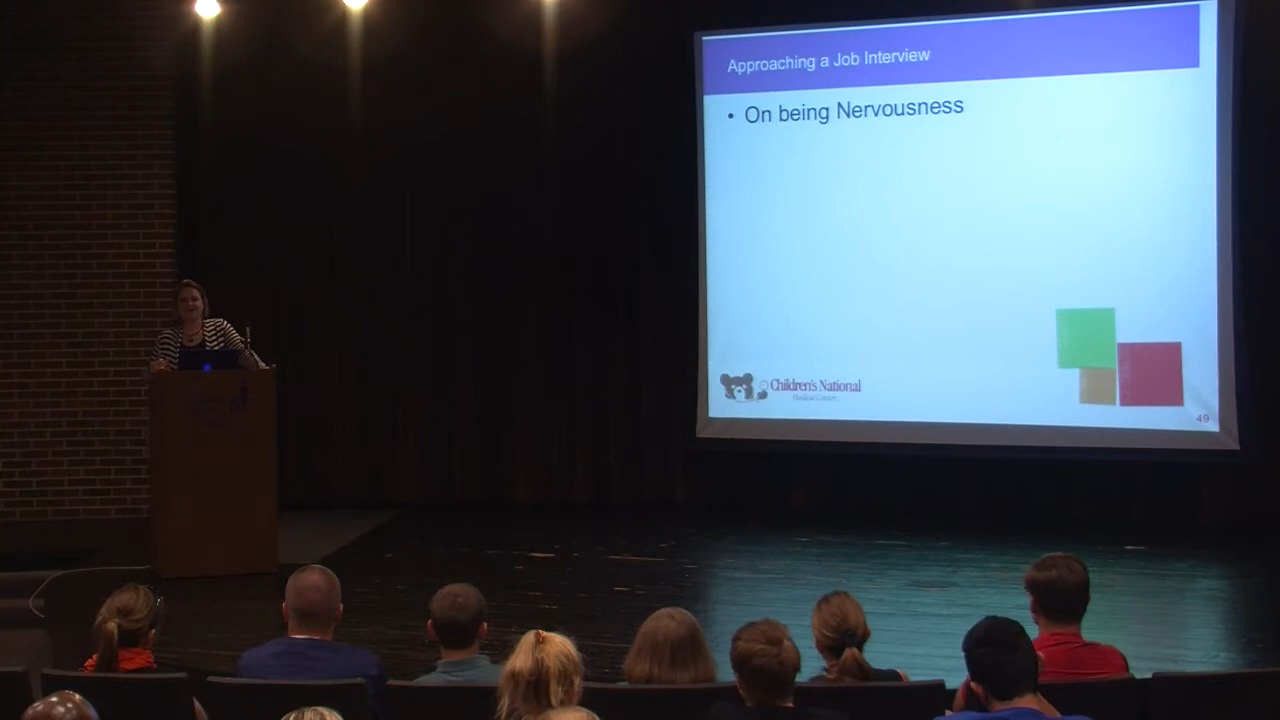 Approaching a Job Interview
• On being Nervousness
Children's National
Medical Center
49